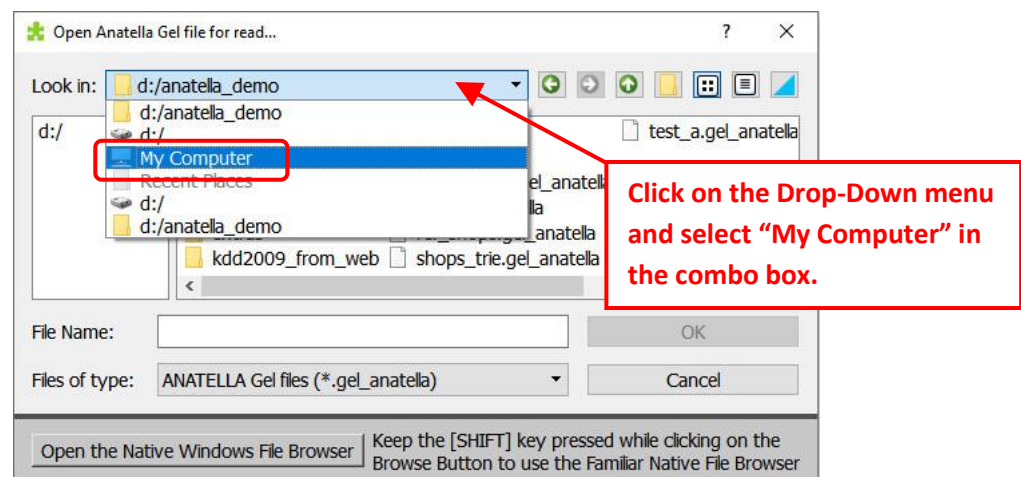 Open Anatella Gel file for read...
?
Look in: d:/anatella_demo
d:/anatella_demo
d:/
My Computer
Recent Places
d:/
d:/anatella_demo
d:/
test_a.gel_anatella
kdd2009_from_web
shops_trie.gel_anatella
Click on the Drop-Down menu
and select “My Computer” in
the combo box.
File Name:
OK
Files of type: ANATELLA Gel files (*.gel_anatella)
Cancel
Open the Native Windows File Browser
Keep the [SHIFT] key pressed while clicking on the
Browse Button to use the Familiar Native File Browser